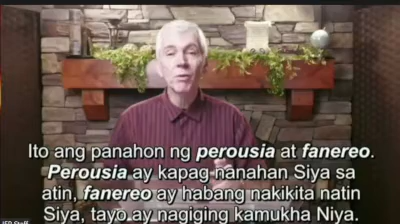 Ito ang panahon ng perousia at fanereo.
Perousia ay kapag nanahan Siya sa
atin, fanereo ay habang nakikita natin
Siya, tayo ay nagiging kamukha Niya.